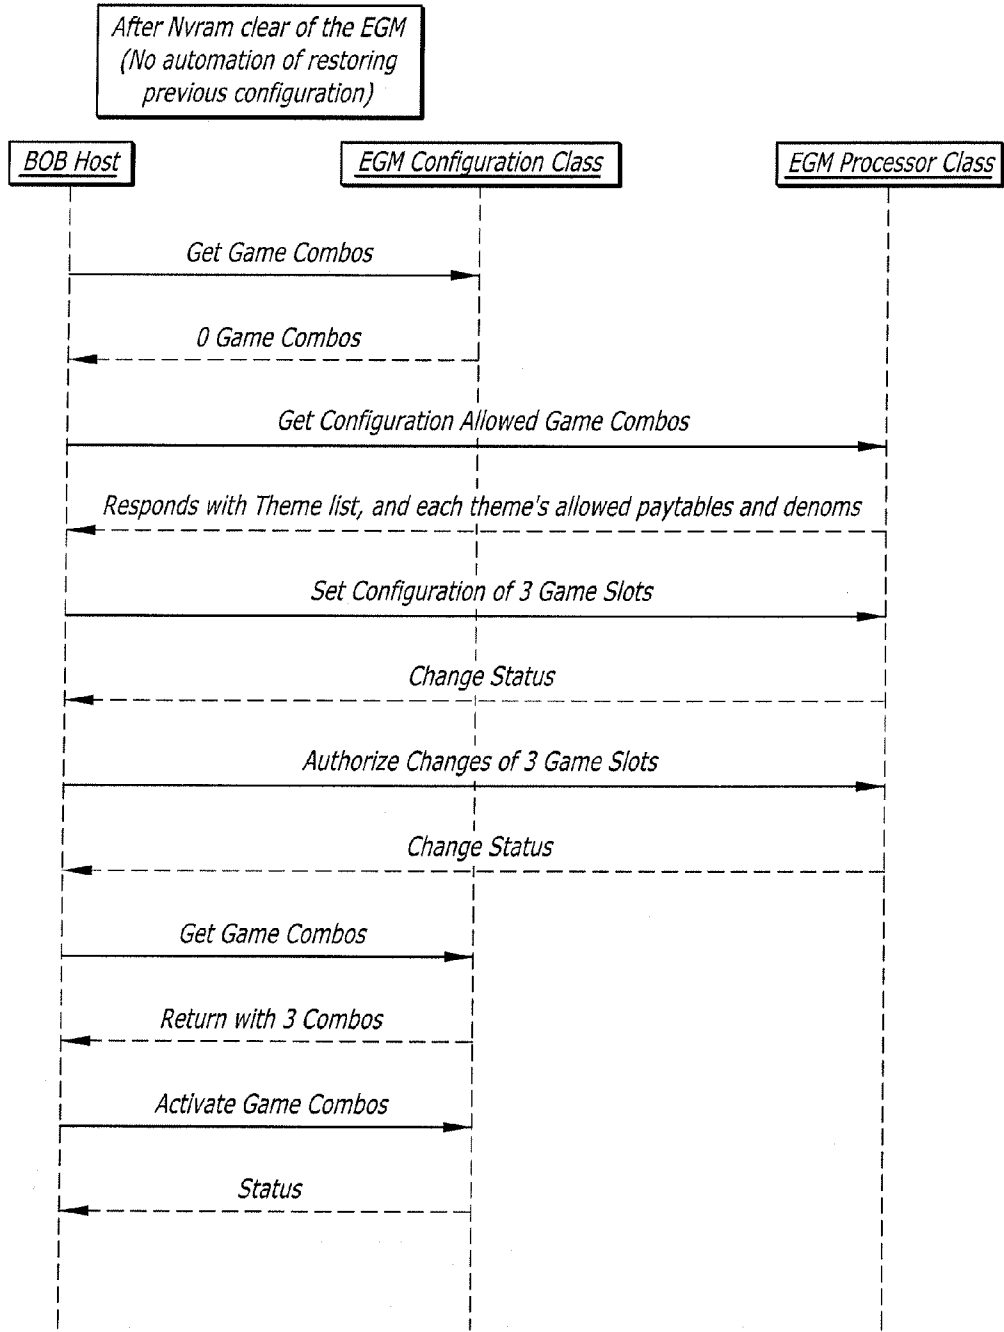 After Nvram clear of the EGM
(No automation of restoring
previous configuration)
BOB Host
EGM Configuration Class
EGM Processor Class
Get Game Combos
0 Game Combos
Get Configuration Allowed Game Combos
Responds with Theme list, and each theme's allowed paytables and denoms
Set Configuration of 3 Game Slots
Change Status
Authorize Changes of 3 Game Slots
Change Status
Get Game Combos
Return with 3 Combos
Activate Game Combos
Status